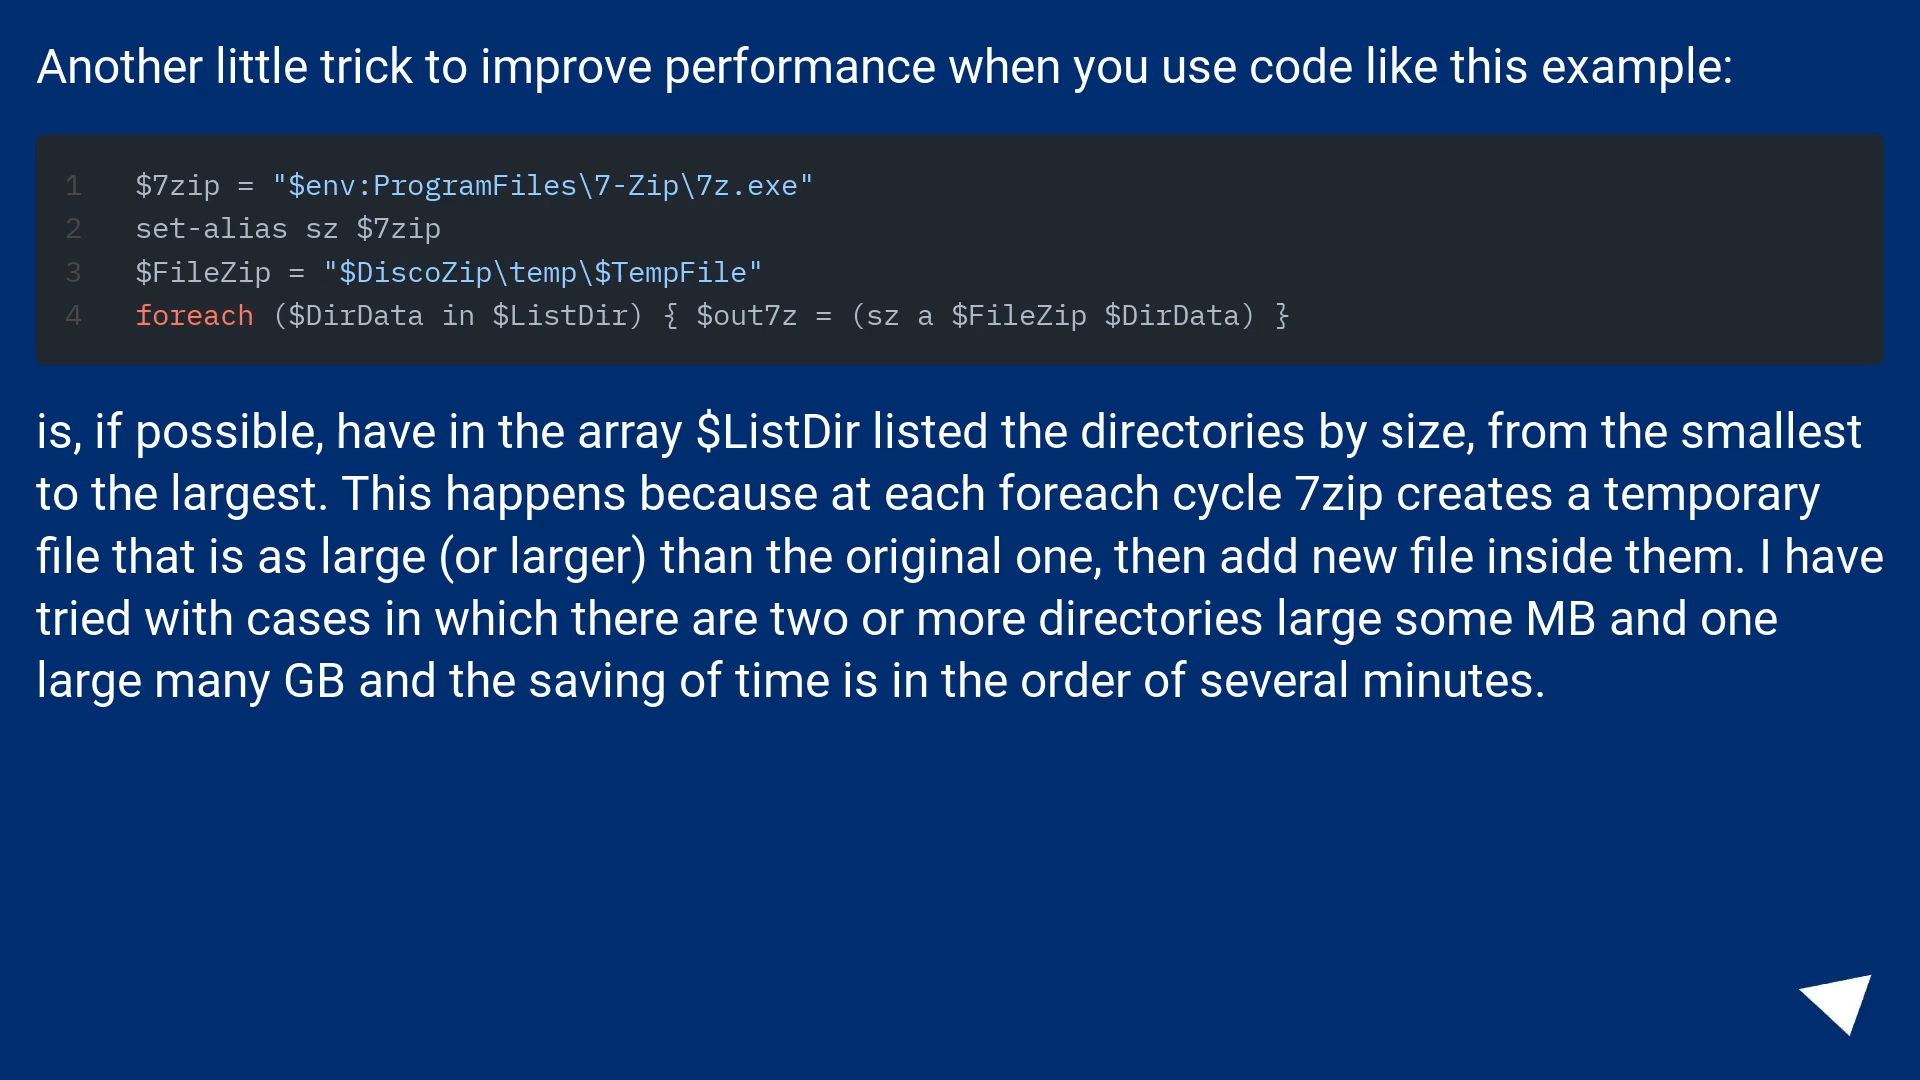 Another little trick to improve performance when you use code like this example:
1 $7zip = "$env:ProgramFiles\7-Zip\7z.exe"
2 set-alias sz $7zip
3 $FileZip = "$DiscoZip\temp\$TempFile"
4 foreach ($DirData in $ListDir) { $out7z = (sz a $FileZip $DirData) }
is, if possible, have in the array $ListDir listed the directories by size, from the smallest
to the largest. This happens because at each foreach cycle 7zip creates a temporary
file that is as large (or larger) than the original one, then add new file inside them. I have
tried with cases in which there are two or more directories large some MB and one
large many GB and the saving of time is in the order of several minutes.